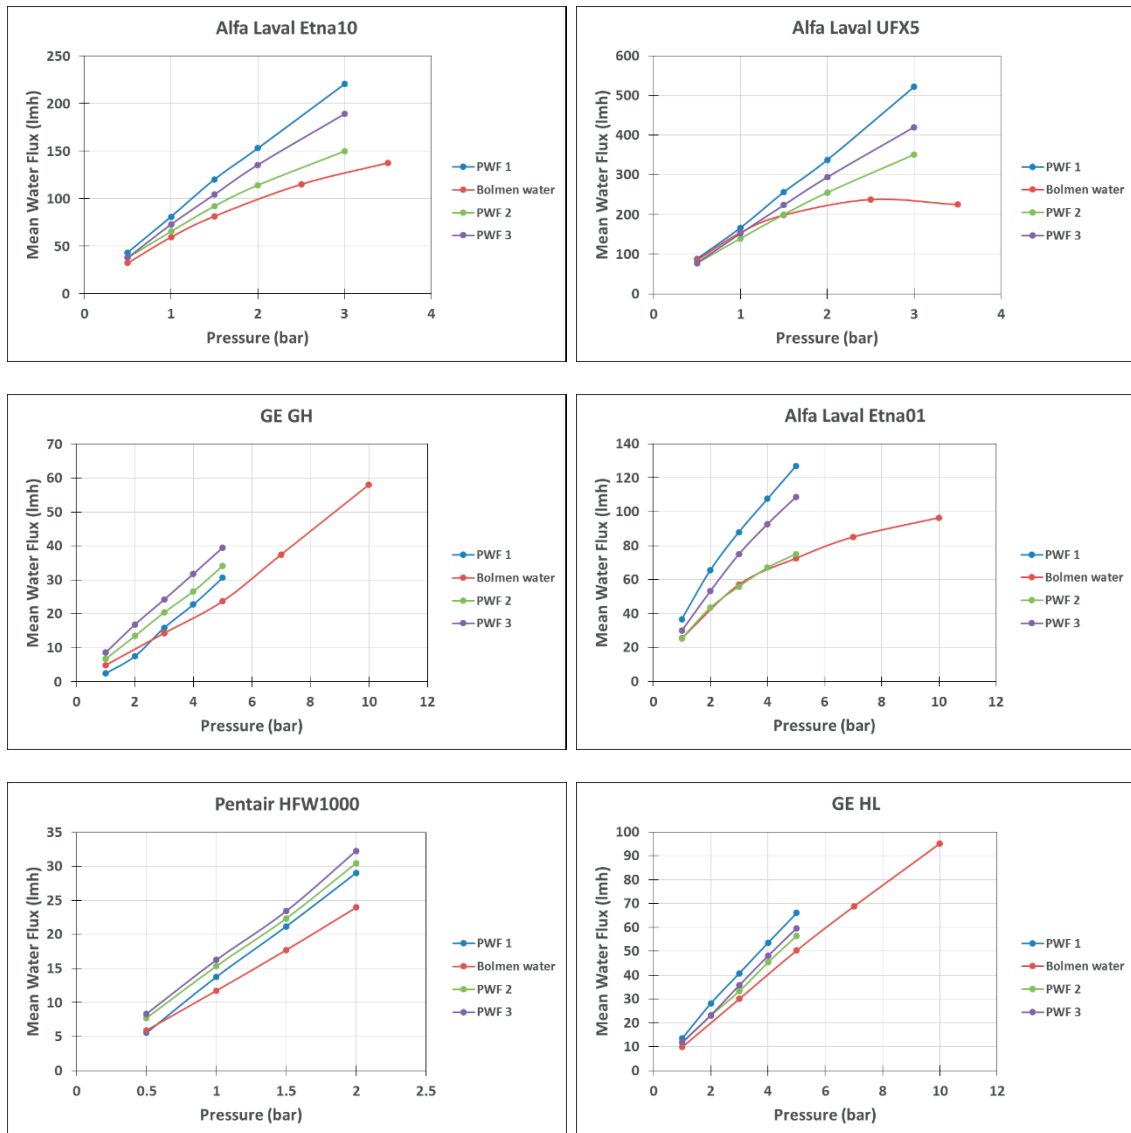 Alfa Laval Etna10
Mean Water Flux (lmh)
250
200
150
100
50
0
0 1 2 3 4
Pressure (bar)
PWF 1
Bolmen water
PWF 2
PWF 3
Alfa Laval UFX5
Mean Water Flux (lmh)
600
500
400
300
200
100
0
0 1 2 3 4
Pressure (bar)
PWF 1
Bolmen water
PWF 2
PWF 3
GE GH
Mean Water Flux (lmh)
70
60
50
40
30
20
10
0
0 2 4 6 8 10 12
Pressure (bar)
PWF 1
Bolmen water
PWF 2
PWF 3
Alfa Laval Etna01
Mean Water Flux (lmh)
140
120
100
80
60
40
20
0
0 2 4 6 8 10 12
Pressure (bar)
PWF 1
Bolmen water
PWF 2
PWF 3
Pentair HFW1000
Mean Water Flux (lmh)
35
30
25
20
15
10
5
0
0 0.5 1 1.5 2 2.5
Pressure (bar)
PWF 1
Bolmen water
PWF 2
PWF 3
GE HL
Mean Water Flux (lmh)
100
90
80
70
60
50
40
30
20
10
0
0 2 4 6 8 10 12
Pressure (bar)
PWF 1
Bolmen water
PWF 2
PWF 3